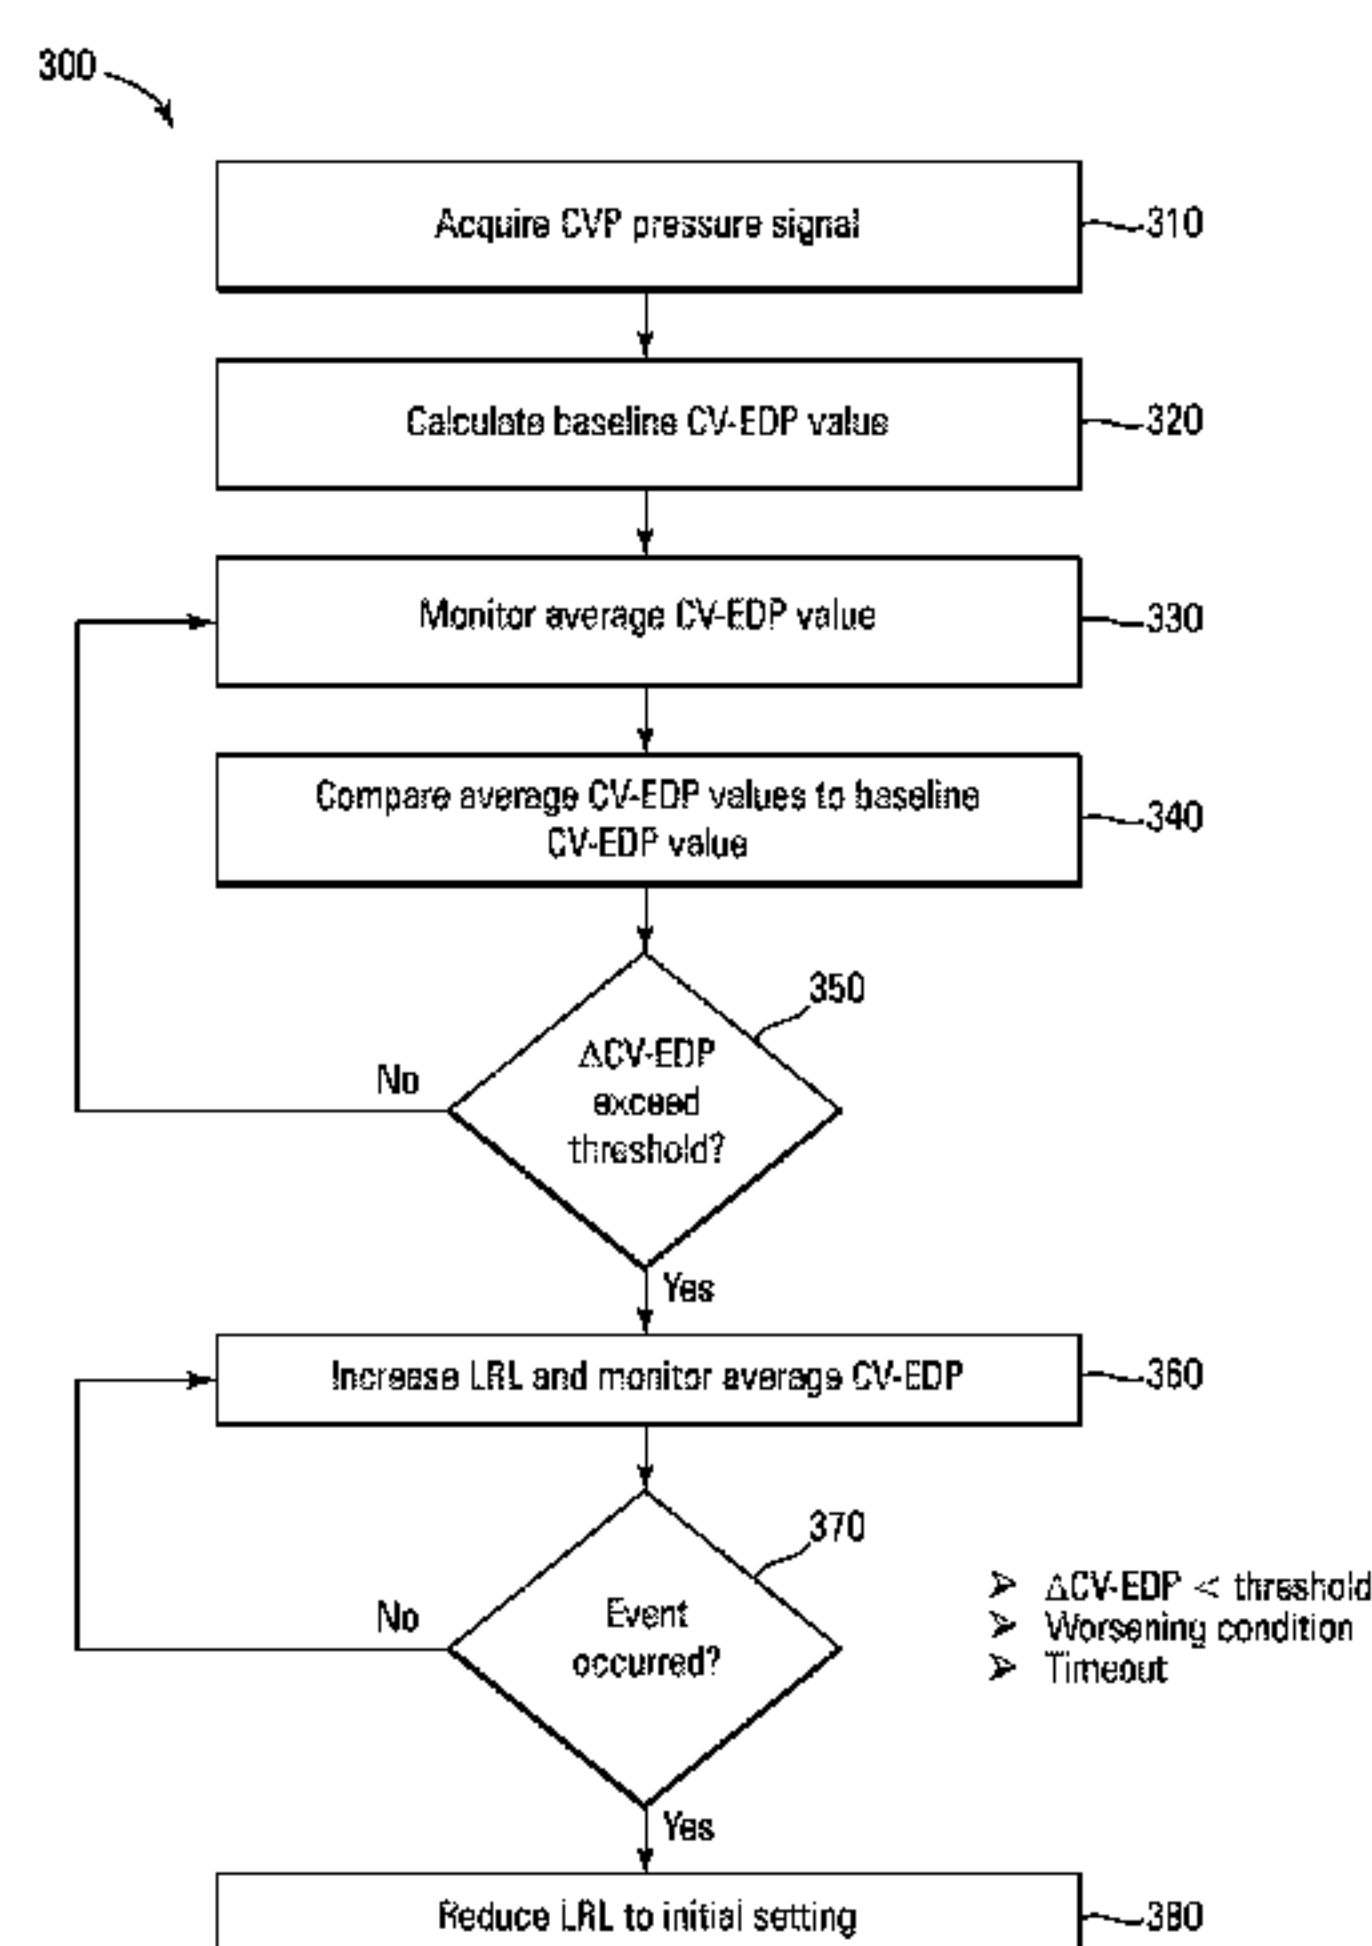 300
Acquire CVP pressure signal
310
Calculate baseline CV-EDP value
320
Monitor average CV-EDP value
330
Compare average CV-EDP values to baseline
CV-EDP value
340
350
ΔCV-EDP
exceed
threshold?
No
Yes
Increase LRL and monitor average CV-EDP
360
370
Event
occurred?
No
➤ ΔCV-EDP < threshold
➤ Worsening condition
➤ Timeout
Yes
Reduce LRL to initial setting
380